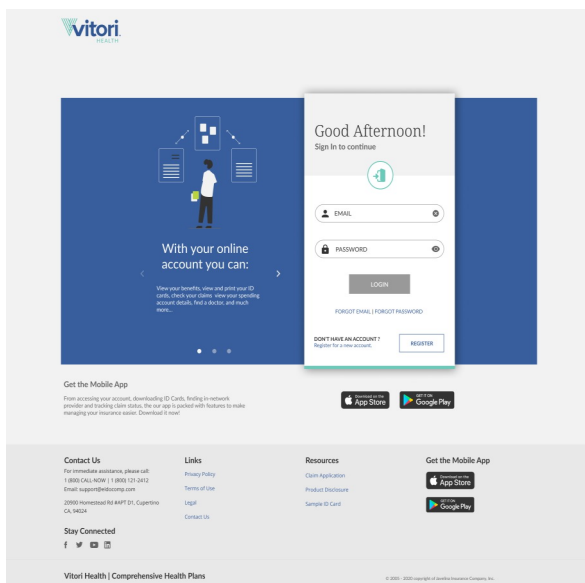 vitori
HEALTH
Good Afternoon!
Sign In to continue
EMAIL
PASSWORD
LOGIN
FORGOT EMAIL | FORGOT PASSWORD
DON'T HAVE AN ACCOUNT ?
Register for a new account.
REGISTER
With your online
account you can:
View your benefits, view and print your ID
cards, check your claims view your spending
account details, find a doctor, and much
more...
Get the Mobile App
From accessing your account, downloading ID Cards, finding in-network
provider and tracking claim status, the our app is packed with features to make
managing your insurance easier. Download it now!
Download on the
App Store
GET IT ON
Google Play
Contact Us
For immediate assistance, please call:
1 (800) CALL-NOW | 1 (800) 121-2412
Email: support@eidocomp.com
20900 Homestead Rd #APT D1, Cupertino
CA, 94024
Stay Connected
Links
Privacy Policy
Terms of Use
Legal
Contact Us
Resources
Claim Application
Product Disclosure
Sample ID Card
Get the Mobile App
Download on the
App Store
GET IT ON
Google Play
Vitori Health | Comprehensive Health Plans
copyright of Javelina Insurance Company, Inc.